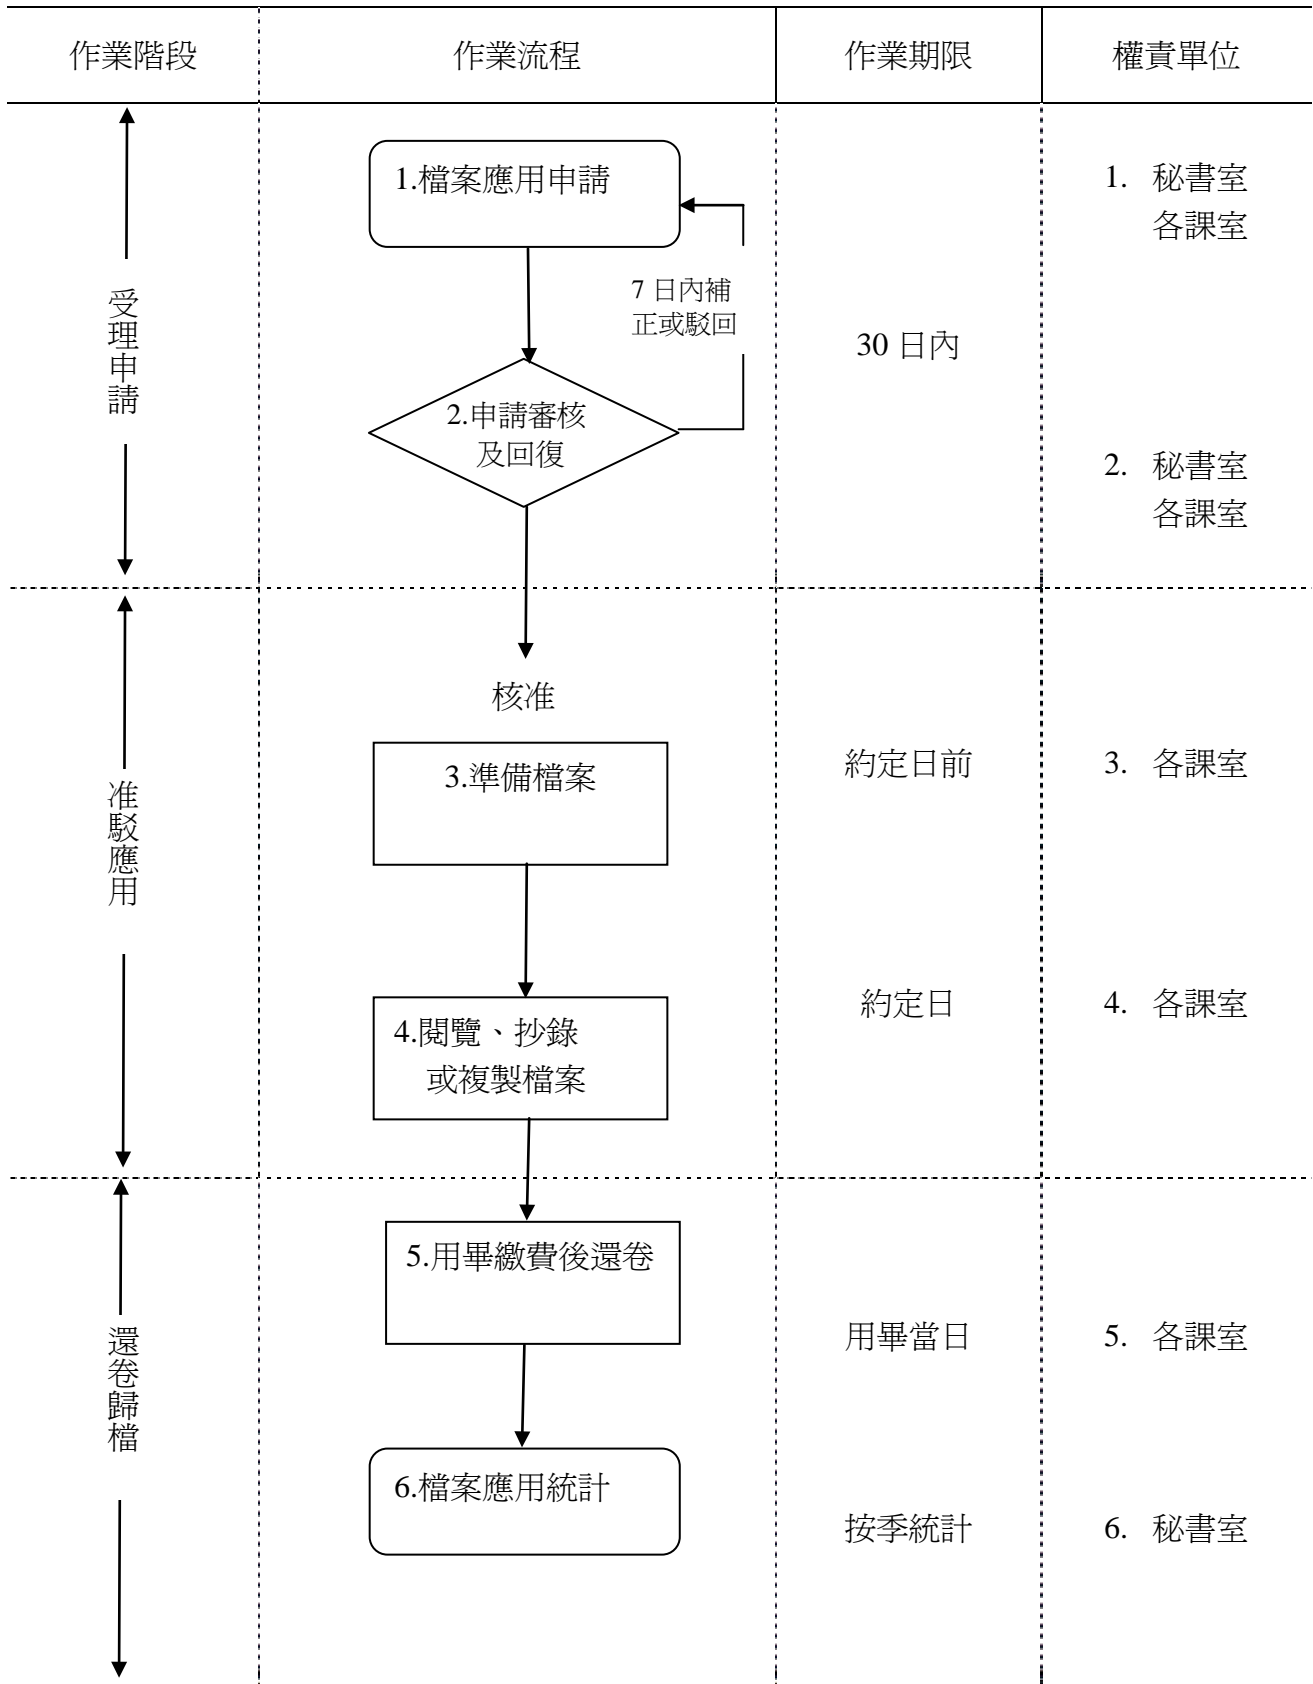 作業階段
作業流程
作業期限
權責單位
受理申請
1.檔案應用申請
7 日內補
正或駁回
2.申請審核
及回復
30 日內
1. 秘書室
各課室
2. 秘書室
各課室
准駁應用
核准
3.準備檔案
約定日前
3. 各課室
4.閱覽、抄錄
或複製檔案
約定日
4. 各課室
還卷歸檔
5.用畢繳費後還卷
用畢當日
5. 各課室
6.檔案應用統計
按季統計
6. 秘書室